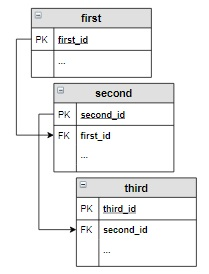 first
PK first_id
...
second
PK second_id
FK first_id
...
third
PK third_id
FK second_id
...